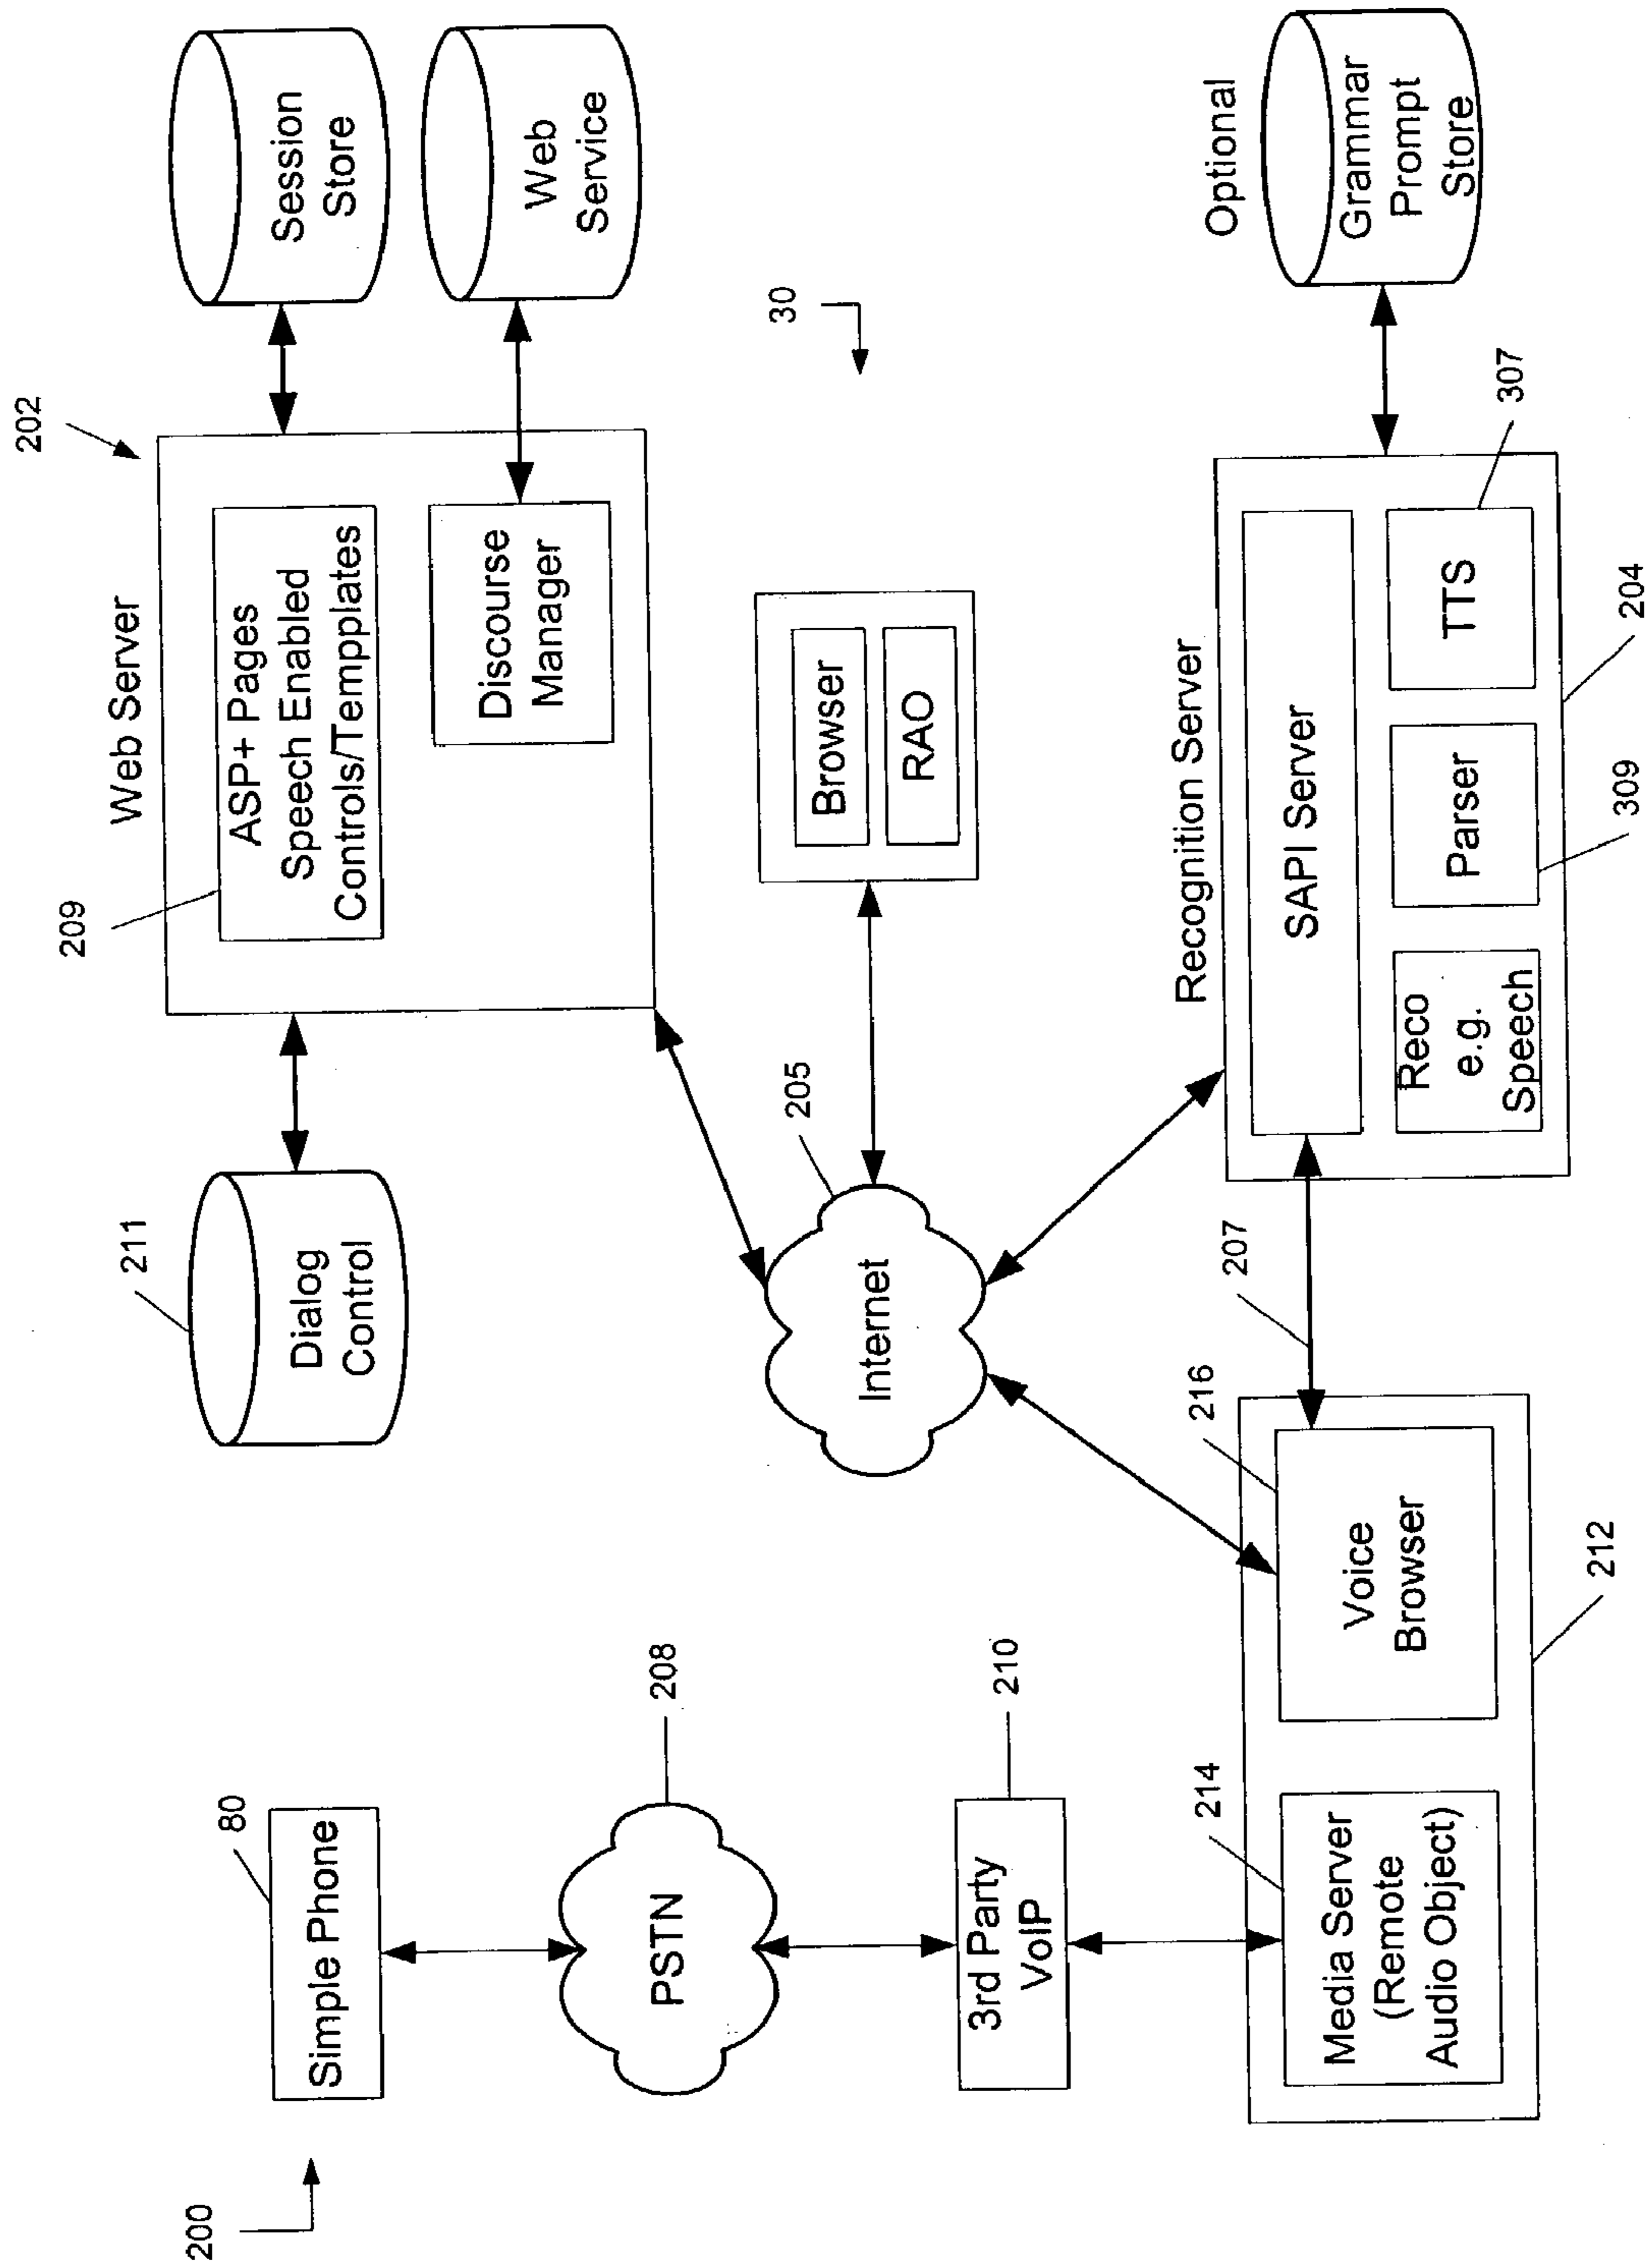 200
Simple Phone
80
PSTN
208
3rd Party
VoIP
210
Media Server
(Remote
Audio Object)
214
Voice
Browser
216
212
207
Dialog
Control
211
Internet
205
Web Server
202
ASP+ Pages
Speech Enabled
Controls/Tempplates
209
Discourse
Manager
Session
Store
Web
Service
Browser
RAO
30
Recognition Server
SAPI Server
Reco
e.g.
Speech
Parser
309
TTS
307
204
Optional
Grammar
Prompt
Store